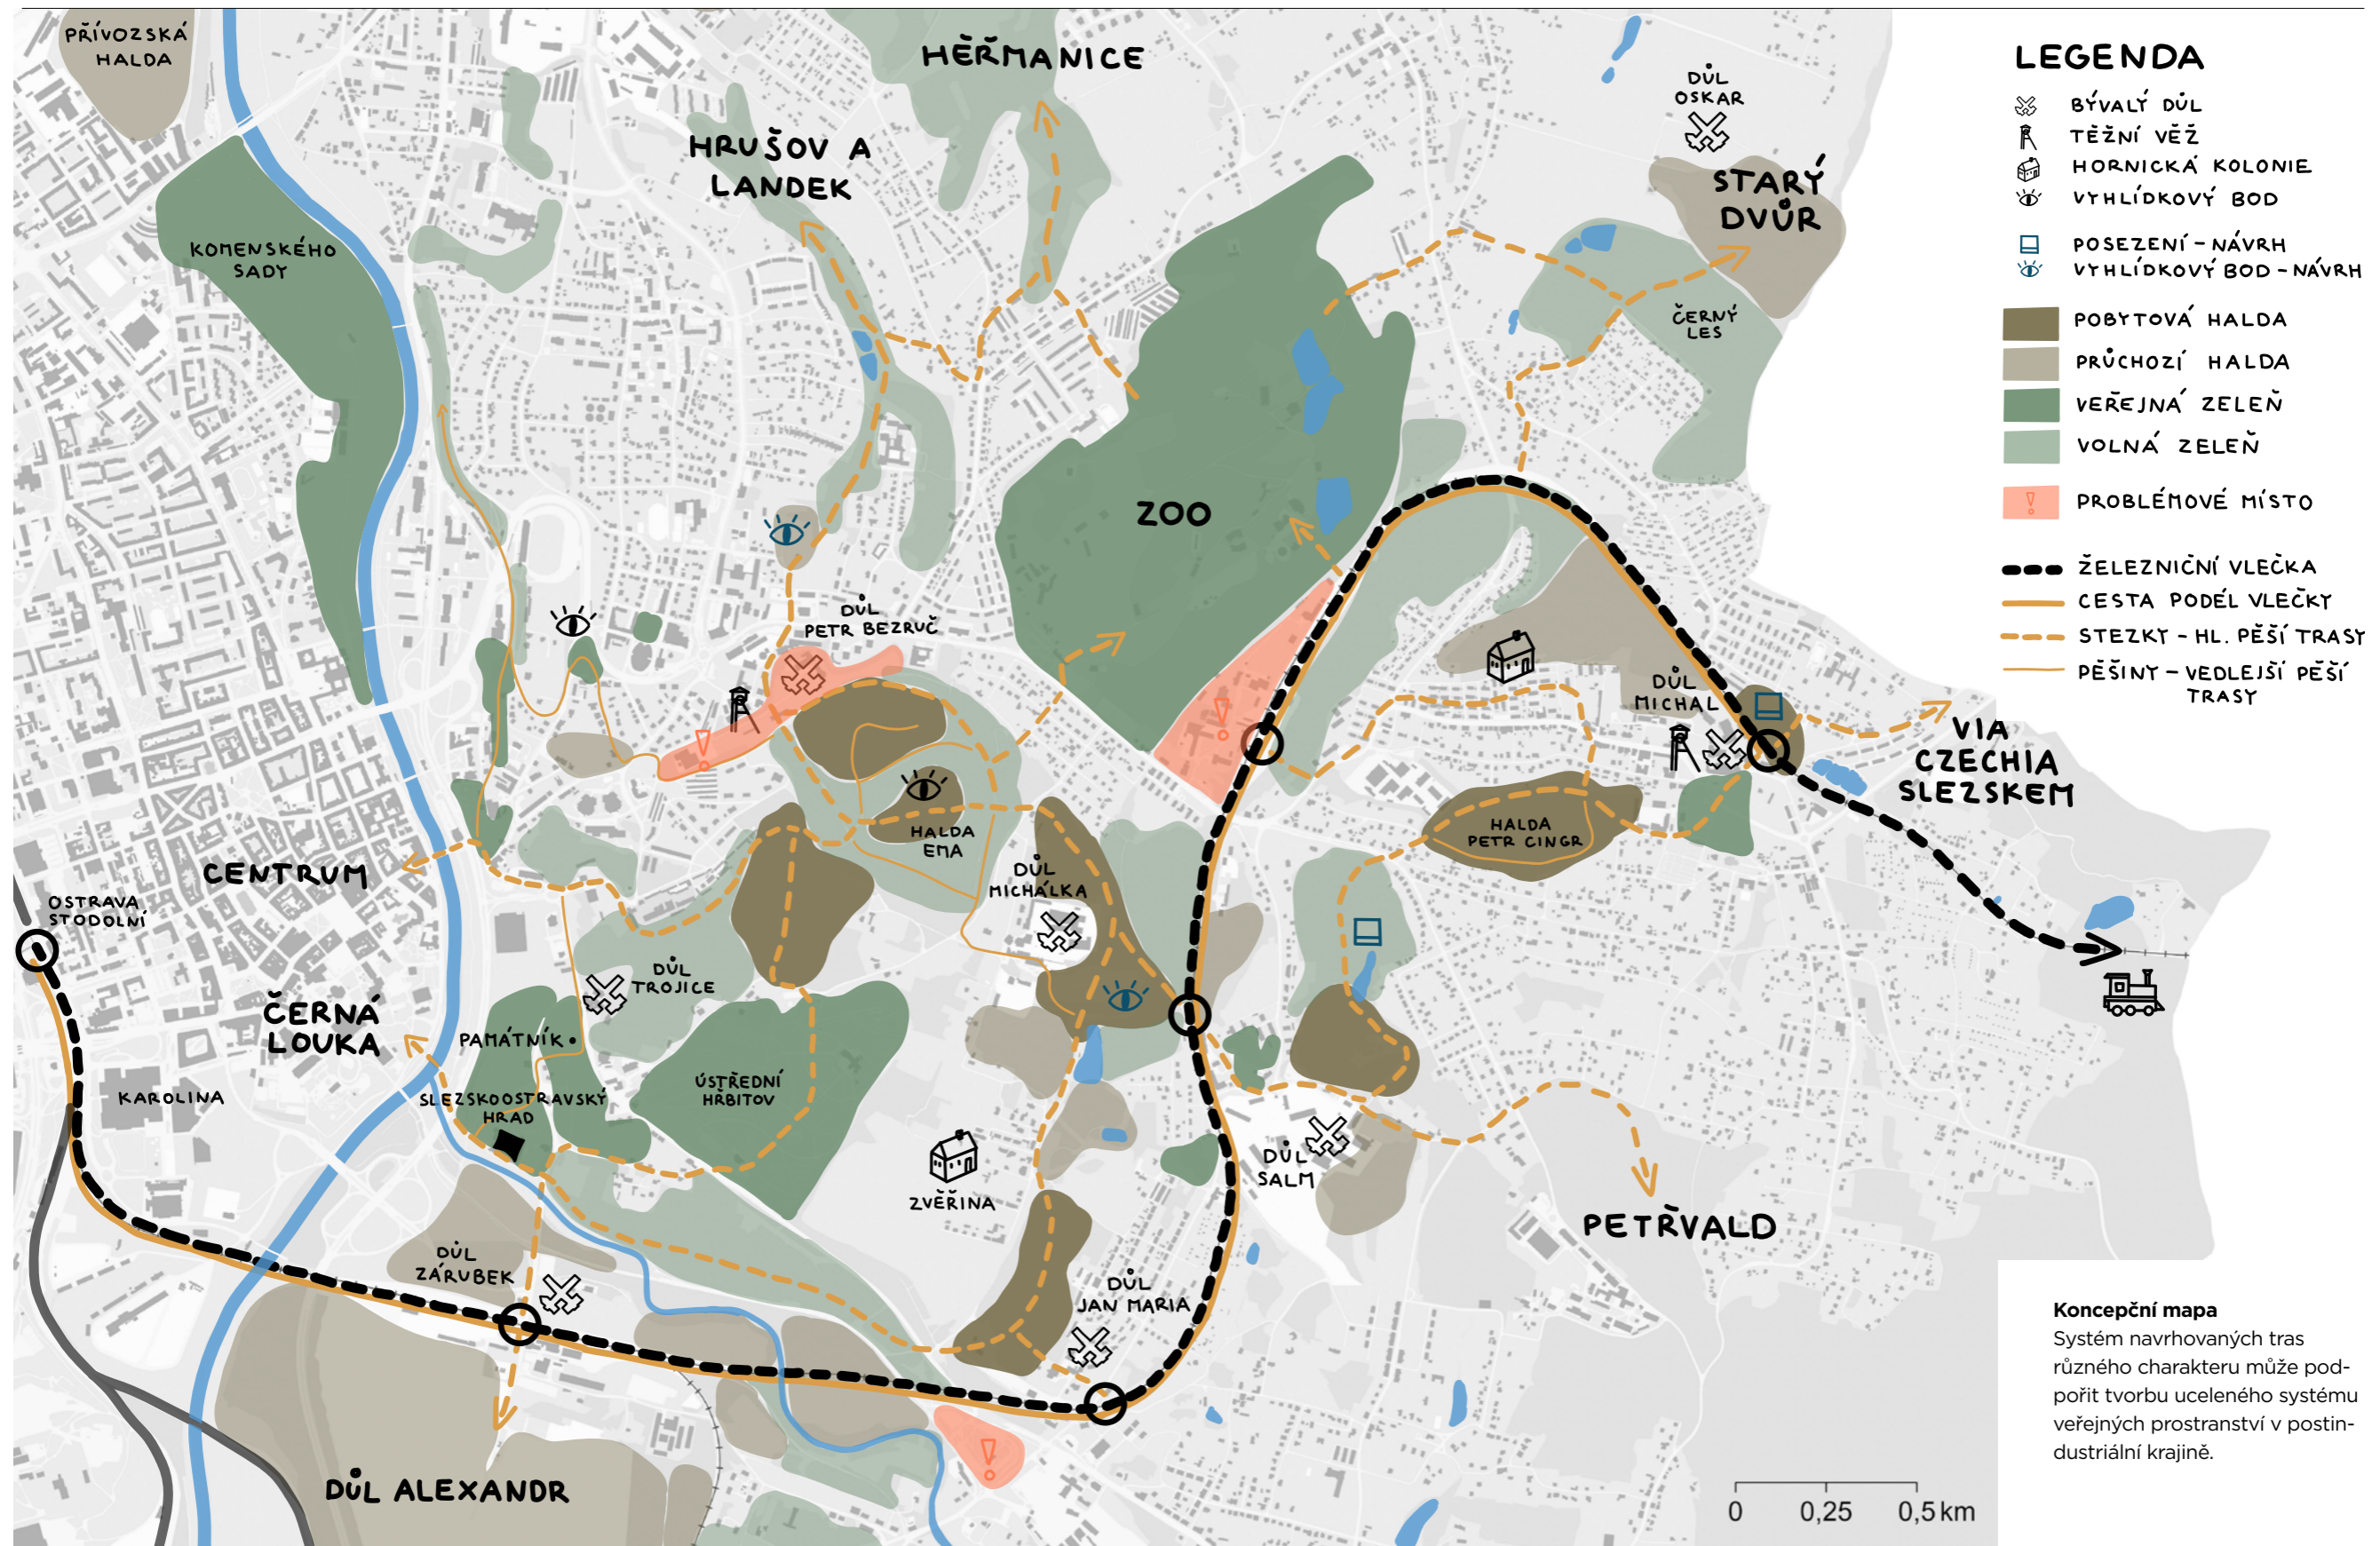 PŘÍVOZSKÁ
HALDA
HEŘMANICE
HRUŠOV A
LANDEK
DŮL
OSKAR
STARÝ
DVŮR
KOMENSKÉHO
SADY
ČERNÝ
LES
ZOO
DŮL
PETR BEZRUČ
DŮL
MICHAL
VIA
CZECHIA
SLEZSKEM
HALDA
EMA
HALDA
PETR CINGR
CENTRUM
DŮL
MICHÁLKA
OSTRAVA
STODOLNÍ
DŮL
TROJICE
ČERNÁ
LOUKA
PAMÁTNÍK
KAROLINA
SLEZSKOOSTRAVSKÝ
HRAD
ÚSTŘEDNÍ
HŘBITOV
ZVĚŘINA
DŮL
SALM
PETŘVALD
DŮL
ZÁRUBEK
DŮL
JAN MARIA
DŮL ALEXANDR
LEGENDA
BÝVALÝ DŮL
TĚŽNÍ VĚŽ
HORNICKÁ KOLONIE
VYHLÍDKOVÝ BOD
POSEZENÍ - NÁVRH
VYHLÍDKOVÝ BOD - NÁVRH
POBYTOVÁ HALDA
PRŮCHOZÍ HALDA
VEŘEJNÁ ZELEŇ
VOLNÁ ZELEŇ
PROBLÉMOVÉ MÍSTO
ŽELEZNIČNÍ VLEČKA
CESTA PODÉL VLEČKY
STEZKY - HL. PĚŠÍ TRASY
PĚŠINY - VEDLEJŠÍ PĚŠÍ
TRASY
Koncepční mapa
Systém navrhovaných tras
různého charakteru může pod-
pořit tvorbu uceleného systému
veřejných prostranství v postin-
dustriální krajině.
0 0,25 0,5 km